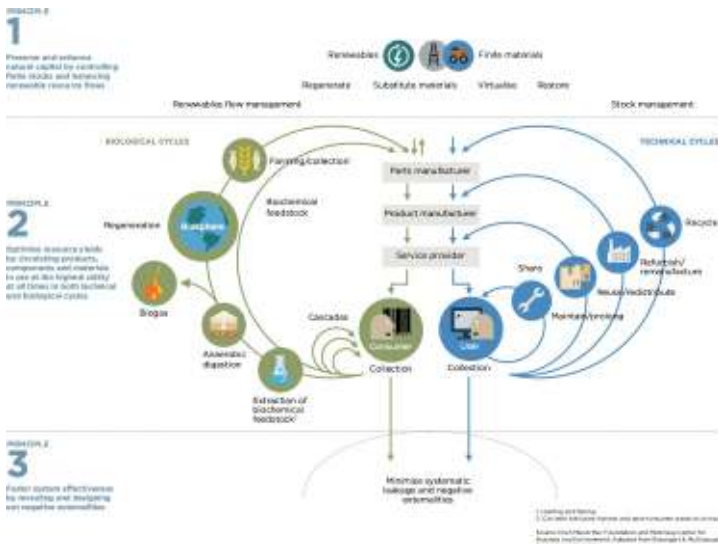 PRINCIPLE
1
Preserve and enhance
natural capital by controlling
finite stocks and balancing
renewable resource flows
Renewables
Finite materials
Regenerate
Substitute materials
Virtualise
Restore
Renewables flow management
Stock management
BIOLOGICAL CYCLES
TECHNICAL CYCLES
PRINCIPLE
2
Optimise resource yields
by circulating products,
components and materials
in use at the highest utility
at all times in both technical
and biological cycles
Farming/collection
Parts manufacturer
Biochemical
feedstock
Product manufacturer
Recycle
Regeneration
Biosphere
Service provider
Refurbish/
remanufacture
Share
Reuse/redistribute
Biogas
Cascades
Consumer
User
Maintain/prolong
Anaerobic
digestion
Collection
Collection
Extraction of
biochemical
feedstock²
PRINCIPLE
3
Foster system effectiveness
by revealing and designing
out negative externalities
Minimise systematic
leakage and negative
externalities